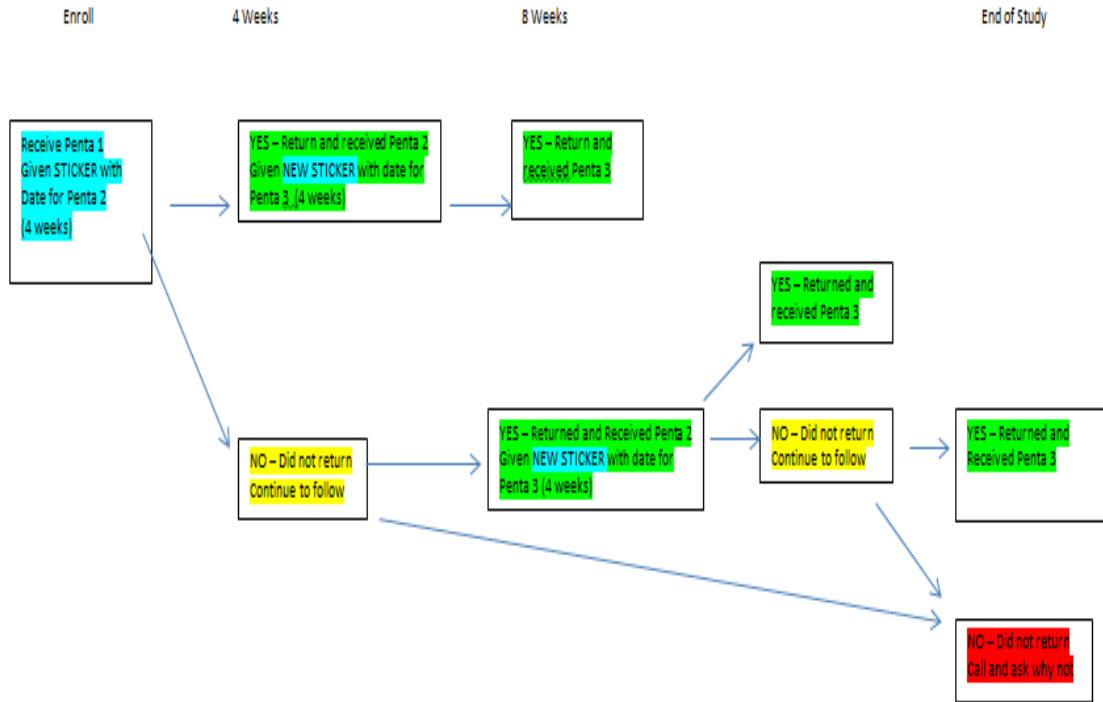 Enroll
4 Weeks
8 Weeks
End of Study
Receive Penta 1
Given STICKER with
Date for Penta 2
(4 weeks)
YES – Return and received Penta 2
Given NEW STICKER with date for
Penta 3, (4 weeks)
YES – Return and
received Penta 3
YES – Returned and
received Penta 3
NO – Did not return
Continue to follow
YES – Returned and Received Penta 2
Given NEW STICKER with date for
Penta 3 (4 weeks)
NO – Did not return
Continue to follow
YES – Returned and
Received Penta 3
NO – Did not return
Call and ask why not